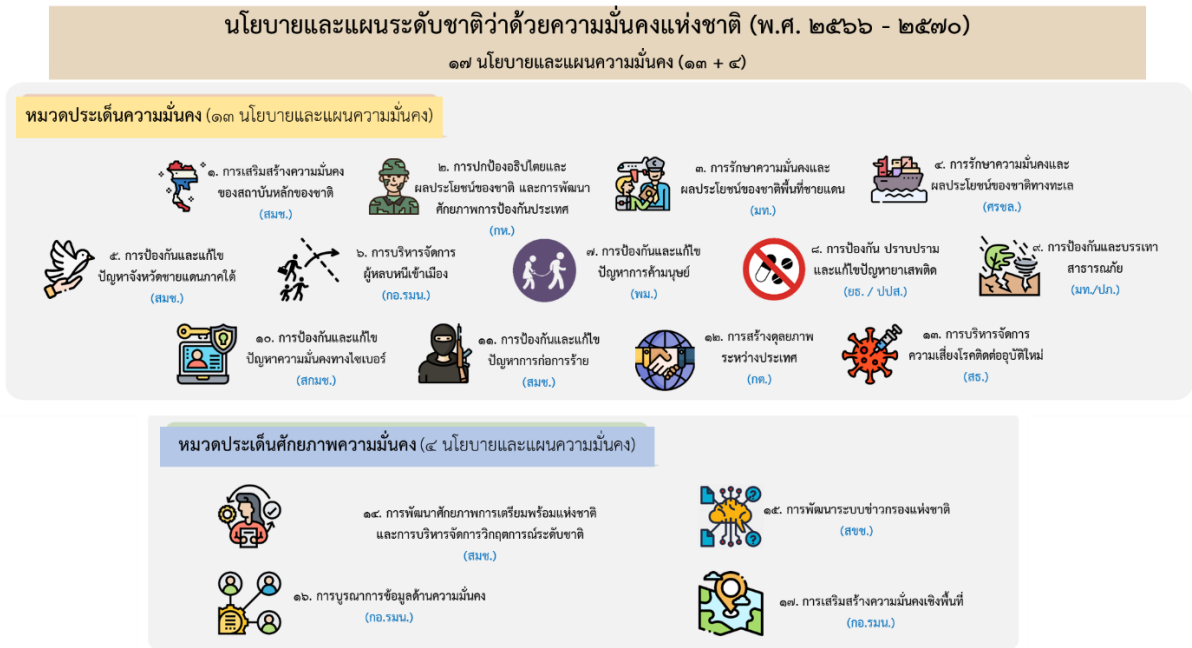 นโยบายและแผนระดับชาติว่าด้วยความมั่นคงแห่งชาติ (พ.ศ. ๒๕๖๖ - ๒๕๗๐)
๑๗ นโยบายและแผนความมั่นคง (๑๓ + ๔)
หมวดประเด็นความมั่นคง (๑๓ นโยบายและแผนความมั่นคง)
๑. การเสริมสร้างความมั่นคง
ของสถาบันหลักของชาติ
(สมช.)
๒. การปกป้องอธิปไตยและ
ผลประโยชน์ของชาติ และการพัฒนา
ศักยภาพการป้องกันประเทศ
(กห.)
๓. การรักษาความมั่นคงและ
ผลประโยชน์ของชาติพื้นที่ชายแดน
(มท.)
๔. การรักษาความมั่นคงและ
ผลประโยชน์ของชาติทางทะเล
(ศรชล.)
๕. การป้องกันและแก้ไข
ปัญหาจังหวัดชายแดนภาคใต้
(สมช.)
๖. การบริหารจัดการ
ผู้หลบหนีเข้าเมือง
(กอ.รมน.)
๗. การป้องกันและแก้ไข
ปัญหาการค้ามนุษย์
(พม.)
๘. การป้องกัน ปราบปราม
และแก้ไขปัญหายาเสพติด
(ยธ. / ปปส.)
๙. การป้องกันและบรรเทา
สาธารณภัย
(มท./ปภ.)
๑๐. การป้องกันและแก้ไข
ปัญหาความมั่นคงทางไซเบอร์
(สกมช.)
๑๑. การป้องกันและแก้ไข
ปัญหาการก่อการร้าย
(สมช.)
๑๒. การสร้างดุลยภาพ
ระหว่างประเทศ
(กต.)
๑๓. การบริหารจัดการ
ความเสี่ยงโรคติดต่ออุบัติใหม่
(สธ.)
หมวดประเด็นศักยภาพความมั่นคง (๔ นโยบายและแผนความมั่นคง)
๑๔. การพัฒนาศักยภาพการเตรียมพร้อมแห่งชาติ
และการบริหารจัดการวิกฤตการณ์ระดับชาติ
(สมช.)
๑๕. การพัฒนาระบบข่าวกรองแห่งชาติ
(สขช.)
๑๖. การบูรณาการข้อมูลด้านความมั่นคง
(กอ.รมน.)
๑๗. การเสริมสร้างความมั่นคงเชิงพื้นที่
(กอ.รมน.)